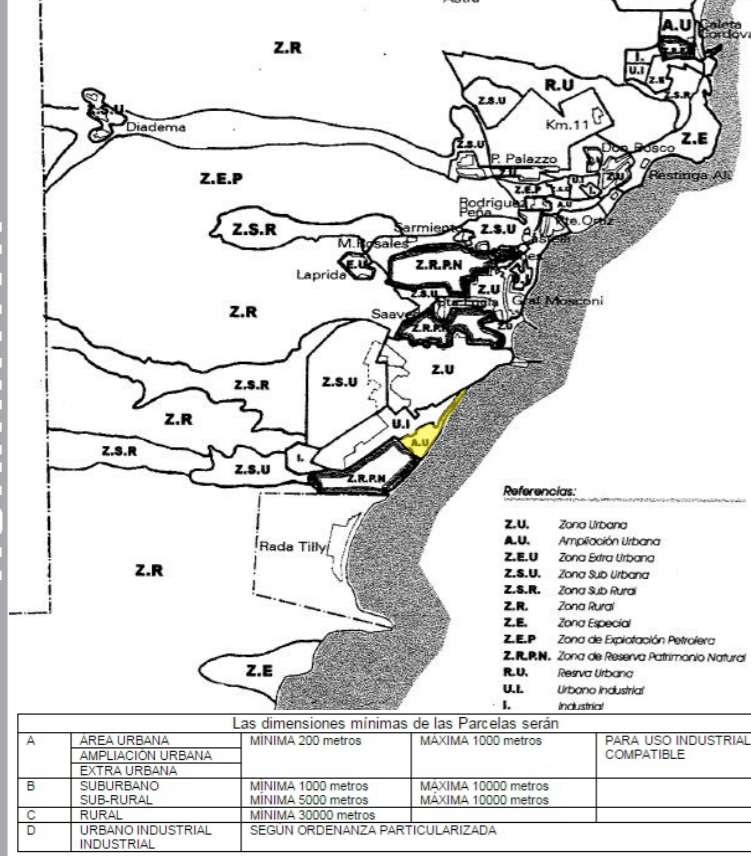 Astra
A.U
Caleta
Cordova
Z.R
I.
U.I
Z.E
R.U
Z.S.R
Z.S.U
Z.S.U
Km.11
Diadema
Z.E
Z.S.U
Don Bosco
P. Palazzo
Z.U
Z.U
U.I
Restinga Al.
Z.E.P
Z.E.P
I.
Rodriguez
Peña
A.U
Pte.Ortiz
Z.S.R
Sarmiento
Z.S.U
Castelli
M.Rosales
Laprida
E.U
Z.R.P.N
Z.S.U
Z.U
Gral Mosconi
Z.R
Saavedra
Z.R.P.N
Z.U
Z.U
Z.S.R
Z.S.U
Z.R
U.I
A.U
Z.S.R
Z.S.U
I.
Z.R.P.N
Rada Tilly
Z.R
Z.E
Referencias:
Z.U. Zona Urbana
A.U. Ampliación Urbana
Z.E.U Zona Extra Urbana
Z.S.U. Zona Sub Urbana
Z.S.R. Zona Sub Rural
Z.R. Zona Rural
Z.E. Zona Especial
Z.E.P Zona de Explotación Petrolera
Z.R.P.N. Zona de Reserva Patrimonio Natural
R.U. Resrva Urbana
U.I. Urbano Industrial
I. Industrial
Las dimensiones mínimas de las Parcelas serán
A ÁREA URBANA MÍNIMA 200 metros MÁXIMA 1000 metros PARA USO INDUSTRIAL
AMPLIACIÓN URBANA COMPATIBLE
EXTRA URBANA
B SUBURBANO MÍNIMA 1000 metros MÁXIMA 10000 metros
SUB-RURAL MÍNIMA 5000 metros MÁXIMA 10000 metros
C RURAL MÍNIMA 30000 metros
D URBANO INDUSTRIAL SEGÚN ORDENANZA PARTICULARIZADA
INDUSTRIAL